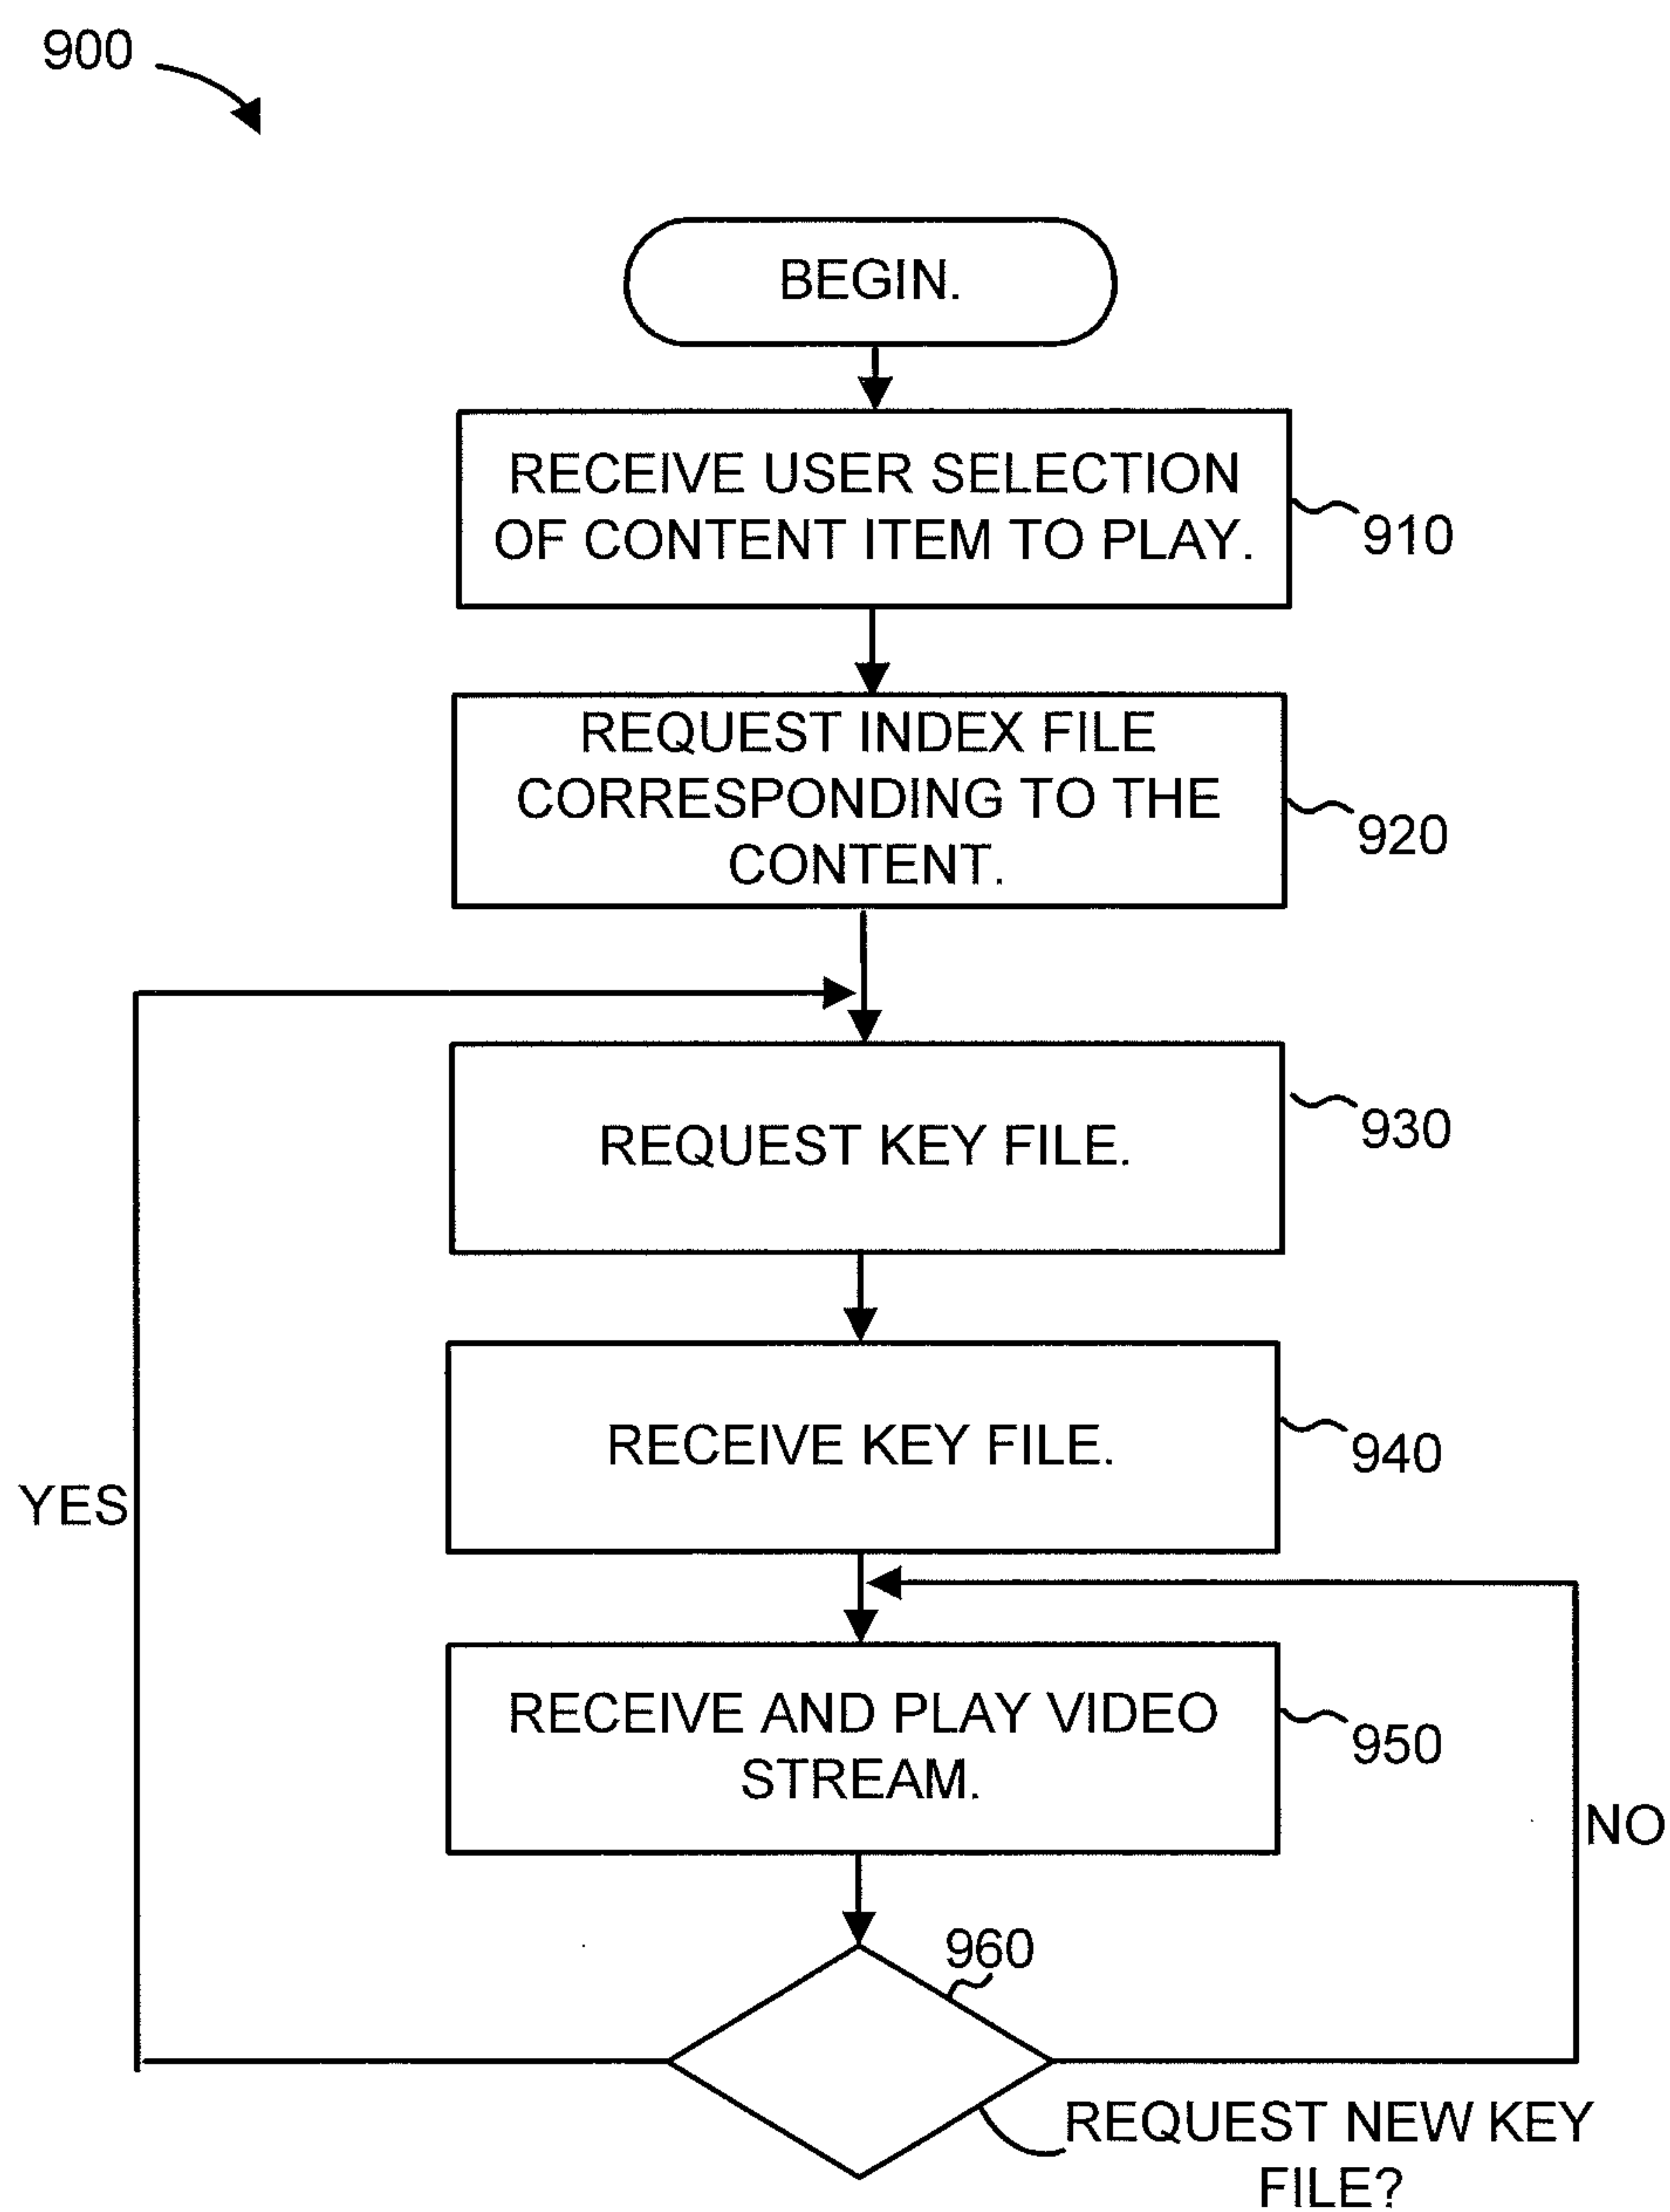 900
BEGIN.
RECEIVE USER SELECTION
OF CONTENT ITEM TO PLAY.
910
REQUEST INDEX FILE
CORRESPONDING TO THE
CONTENT.
920
REQUEST KEY FILE.
930
RECEIVE KEY FILE.
940
YES
RECEIVE AND PLAY VIDEO
STREAM.
950
NO
960
REQUEST NEW KEY
FILE?